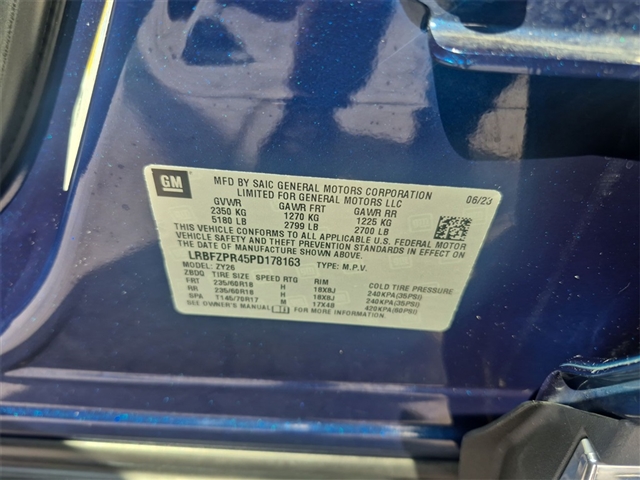 GM
MFD BY SAIC GENERAL MOTORS CORPORATION 06/23
LIMITED FOR GENERAL MOTORS LLC
GVWR GAWR FRT GAWR RR
2350 KG 1270 KG 1225 KG
5180 LB 2799 LB 2700 LB
THIS VEHICLE CONFORMS TO ALL APPLICABLE U.S. FEDERAL MOTOR
VEHICLE SAFETY, BUMPER, AND THEFT PREVENTION STANDARDS IN EFFECT ON
THE DATE OF MANUFACTURE SHOWN ABOVE.
LRBFZPR45PD178163 TYPE: M.P.V.
MODEL: ZY26
ZBDQ TIRE SIZE SPEED RTG RIM COLD TIRE PRESSURE
FRT 235/60R18 H 18X8J 240KPA(35PSI)
RR 235/60R18 H 18X8J 240KPA(35PSI)
SPA T145/70R17 M 17X4B 420KPA(60PSI)
SEE OWNER'S MANUAL FOR MORE INFORMATION.